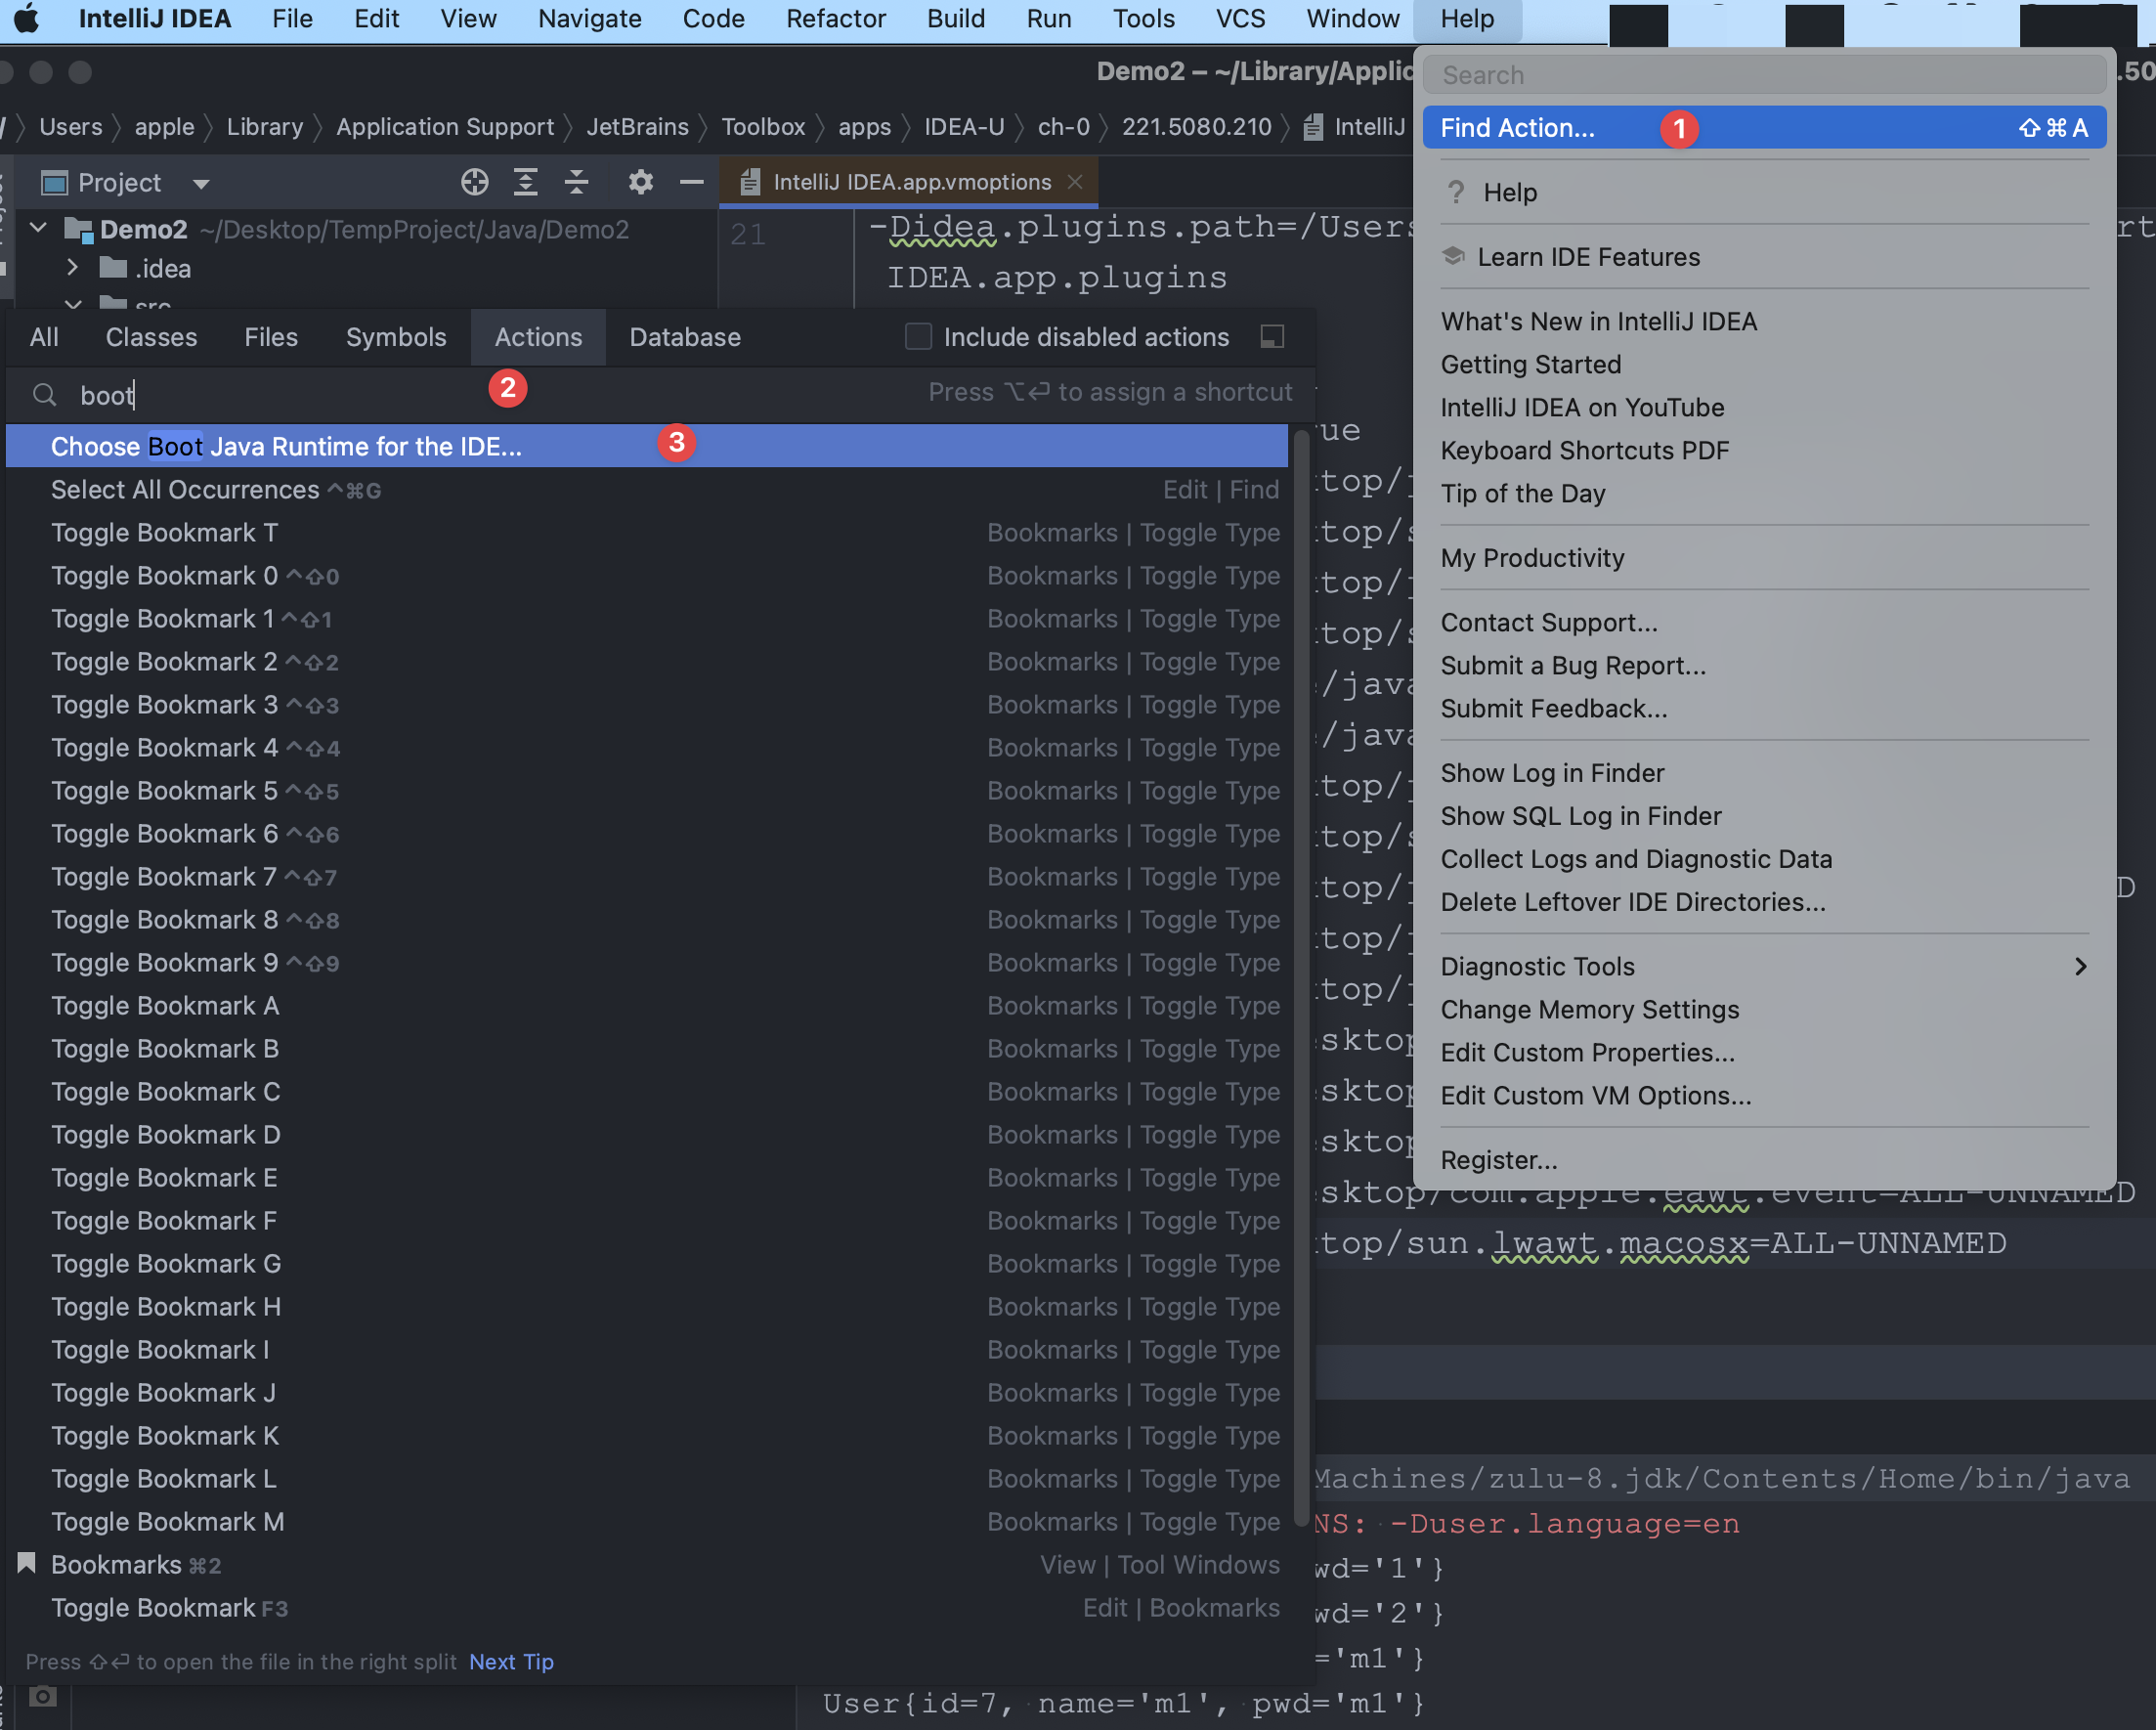 IntelliJ IDEA File Edit View Navigate Code Refactor Build Run Tools VCS Window Help
Demo2 – ~/Library/Applic
.50
Users apple Library Application Support JetBrains Toolbox apps IDEA-U ch-0 221.5080.210 IntelliJ
Project
IntelliJ IDEA.app.vmoptions
Demo2 ~/Desktop/TempProject/Java/Demo2
.idea
src
21
-Didea.plugins.path=/Users
rt
IDEA.app.plugins
All Classes Files Symbols Actions Database Include disabled actions
boot
2
Press ⌥⏎ to assign a shortcut
Choose Boot Java Runtime for the IDE...
3
Select All Occurrences ^⌘G Edit | Find
Toggle Bookmark T Bookmarks | Toggle Type
Toggle Bookmark 0 ^⇧0 Bookmarks | Toggle Type
Toggle Bookmark 1 ^⇧1 Bookmarks | Toggle Type
Toggle Bookmark 2 ^⇧2 Bookmarks | Toggle Type
Toggle Bookmark 3 ^⇧3 Bookmarks | Toggle Type
Toggle Bookmark 4 ^⇧4 Bookmarks | Toggle Type
Toggle Bookmark 5 ^⇧5 Bookmarks | Toggle Type
Toggle Bookmark 6 ^⇧6 Bookmarks | Toggle Type
Toggle Bookmark 7 ^⇧7 Bookmarks | Toggle Type
Toggle Bookmark 8 ^⇧8 Bookmarks | Toggle Type
Toggle Bookmark 9 ^⇧9 Bookmarks | Toggle Type
Toggle Bookmark A Bookmarks | Toggle Type
Toggle Bookmark B Bookmarks | Toggle Type
Toggle Bookmark C Bookmarks | Toggle Type
Toggle Bookmark D Bookmarks | Toggle Type
Toggle Bookmark E Bookmarks | Toggle Type
Toggle Bookmark F Bookmarks | Toggle Type
Toggle Bookmark G Bookmarks | Toggle Type
Toggle Bookmark H Bookmarks | Toggle Type
Toggle Bookmark I Bookmarks | Toggle Type
Toggle Bookmark J Bookmarks | Toggle Type
Toggle Bookmark K Bookmarks | Toggle Type
Toggle Bookmark L Bookmarks | Toggle Type
Toggle Bookmark M Bookmarks | Toggle Type
Bookmarks ⌘2 View | Tool Windows
Toggle Bookmark F3 Edit | Bookmarks
Press ⇧⏎ to open the file in the right split Next Tip
Search
Find Action... 1 ⇧⌘A
? Help
Learn IDE Features
What's New in IntelliJ IDEA
Getting Started
IntelliJ IDEA on YouTube
Keyboard Shortcuts PDF
Tip of the Day
My Productivity
Contact Support...
Submit a Bug Report...
Submit Feedback...
Show Log in Finder
Show SQL Log in Finder
Collect Logs and Diagnostic Data
Delete Leftover IDE Directories...
Diagnostic Tools
Change Memory Settings
Edit Custom Properties...
Edit Custom VM Options...
Register...
ue
top/
top/s
top/
top/s
/java
/java
top/
top/s
top/
D
top/
top/
sktop
sktop
sktop
sktop/com.apple.eawt.event=ALL-UNNAMED
top/sun.lwawt.macosx=ALL-UNNAMED
Machines/zulu-8.jdk/Contents/Home/bin/java
NS: -Duser.language=en
wd='1'}
wd='2'}
='m1'}
User{id=7, name='m1', pwd='m1'}